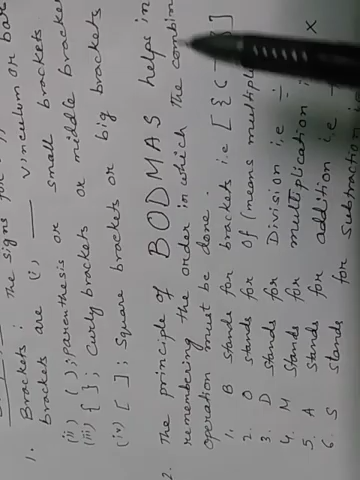 The signs for
1. Brackets :
brackets are (i) — Vinculum or bar
(ii) ( ); Parenthesis or small brackets
(iii) { }; Curly brackets or middle bracket
(iv) [ ]; Square brackets or big brackets
2. The principle of BODMAS helps in
remembering the order in which the combin
operation must be done.
1. B stands for brackets i.e [ { (
2. O stands for Of (means multipl
3. D stands for Division i.e ÷
4. M stands for multiplication i x
5. A stands for addition i.e
6. S stands for Subtraction